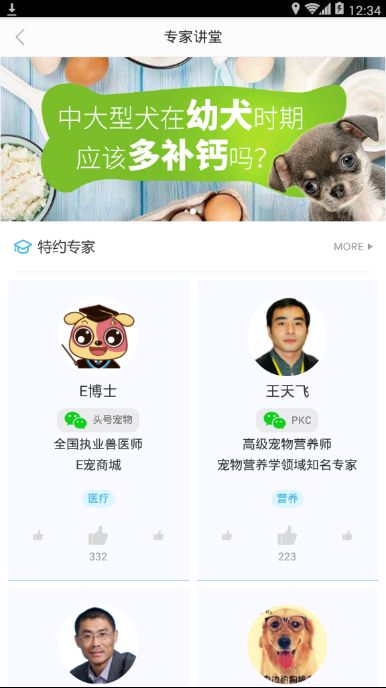 12:34
专家讲堂
中大型犬在幼犬时期
应该多补钙吗?
特约专家
MORE
E博士
头号宠物
全国执业兽医师
E宠商城
医疗
332
王天飞
PKC
高级宠物营养师
宠物营养学领域知名专家
营养
223